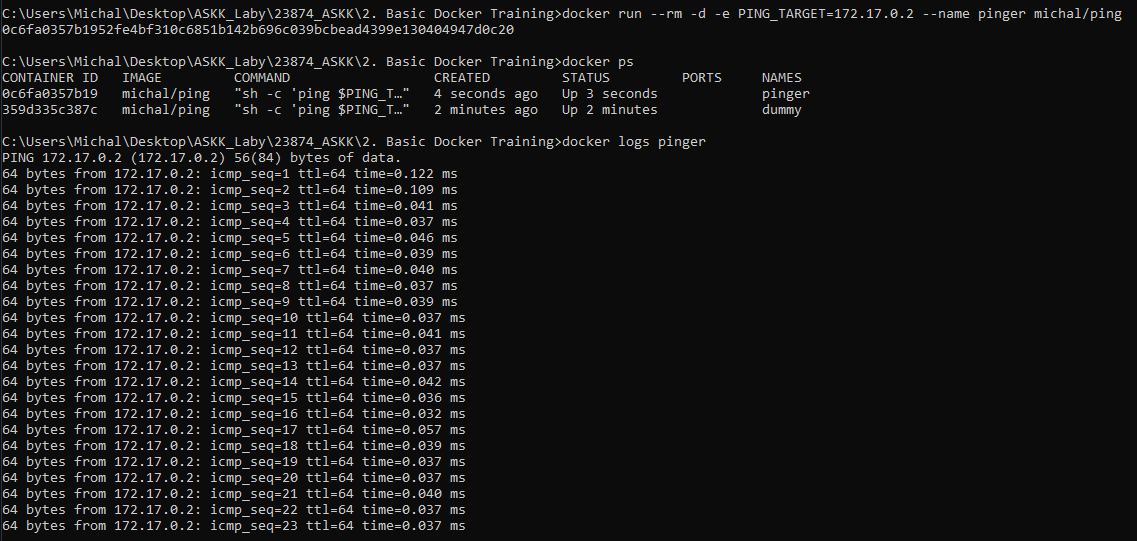 C:\Users\Michal\Desktop\ASKK_Laby\23874_ASKK\2. Basic Docker Training>docker run --rm -d -e PING_TARGET=172.17.0.2 --name pinger michal/ping
0c6fa0357b1952fe4bf310c6851b142b696c039bcbead4399e130404947d0c20
C:\Users\Michal\Desktop\ASKK_Laby\23874_ASKK\2. Basic Docker Training>docker ps
CONTAINER ID   IMAGE         COMMAND                  CREATED         STATUS         PORTS     NAMES
0c6fa0357b19   michal/ping   "sh -c 'ping $PING_T…"   4 seconds ago   Up 3 seconds             pinger
359d335c387c   michal/ping   "sh -c 'ping $PING_T…"   2 minutes ago   Up 2 minutes             dummy
C:\Users\Michal\Desktop\ASKK_Laby\23874_ASKK\2. Basic Docker Training>docker logs pinger
PING 172.17.0.2 (172.17.0.2) 56(84) bytes of data.
64 bytes from 172.17.0.2: icmp_seq=1 ttl=64 time=0.122 ms
64 bytes from 172.17.0.2: icmp_seq=2 ttl=64 time=0.109 ms
64 bytes from 172.17.0.2: icmp_seq=3 ttl=64 time=0.041 ms
64 bytes from 172.17.0.2: icmp_seq=4 ttl=64 time=0.037 ms
64 bytes from 172.17.0.2: icmp_seq=5 ttl=64 time=0.046 ms
64 bytes from 172.17.0.2: icmp_seq=6 ttl=64 time=0.039 ms
64 bytes from 172.17.0.2: icmp_seq=7 ttl=64 time=0.040 ms
64 bytes from 172.17.0.2: icmp_seq=8 ttl=64 time=0.037 ms
64 bytes from 172.17.0.2: icmp_seq=9 ttl=64 time=0.039 ms
64 bytes from 172.17.0.2: icmp_seq=10 ttl=64 time=0.037 ms
64 bytes from 172.17.0.2: icmp_seq=11 ttl=64 time=0.041 ms
64 bytes from 172.17.0.2: icmp_seq=12 ttl=64 time=0.037 ms
64 bytes from 172.17.0.2: icmp_seq=13 ttl=64 time=0.037 ms
64 bytes from 172.17.0.2: icmp_seq=14 ttl=64 time=0.042 ms
64 bytes from 172.17.0.2: icmp_seq=15 ttl=64 time=0.036 ms
64 bytes from 172.17.0.2: icmp_seq=16 ttl=64 time=0.032 ms
64 bytes from 172.17.0.2: icmp_seq=17 ttl=64 time=0.057 ms
64 bytes from 172.17.0.2: icmp_seq=18 ttl=64 time=0.039 ms
64 bytes from 172.17.0.2: icmp_seq=19 ttl=64 time=0.037 ms
64 bytes from 172.17.0.2: icmp_seq=20 ttl=64 time=0.037 ms
64 bytes from 172.17.0.2: icmp_seq=21 ttl=64 time=0.040 ms
64 bytes from 172.17.0.2: icmp_seq=22 ttl=64 time=0.037 ms
64 bytes from 172.17.0.2: icmp_seq=23 ttl=64 time=0.037 ms